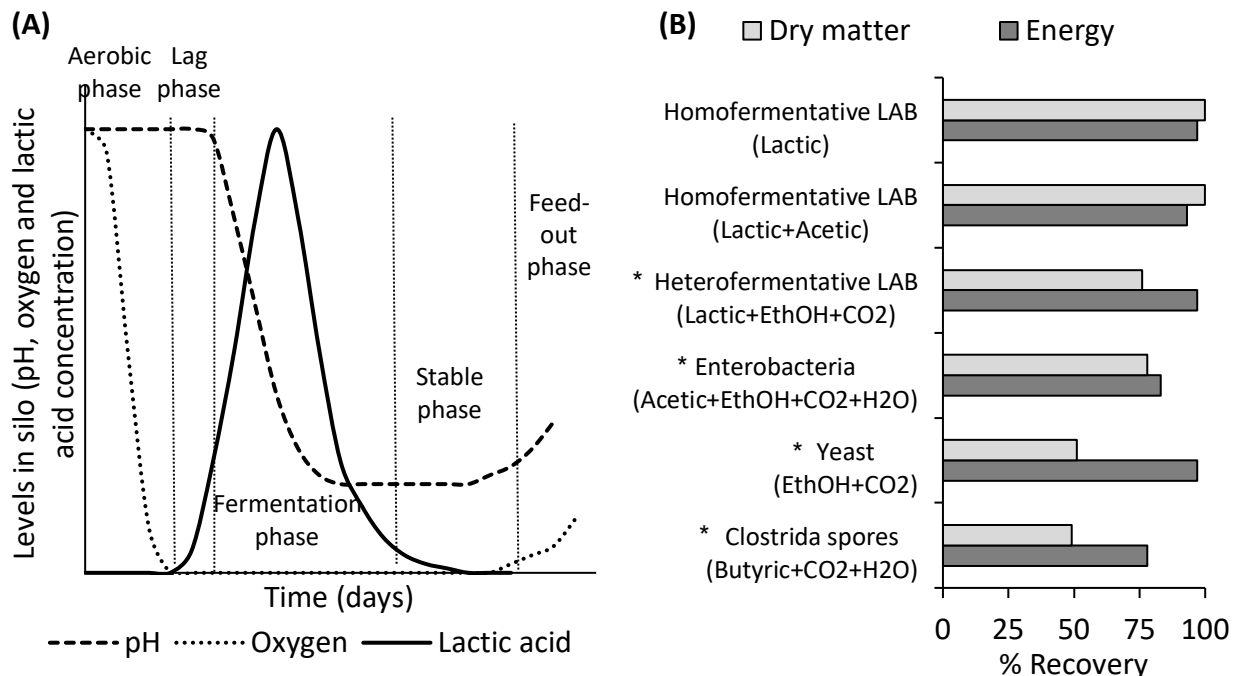 (A)
Aerobic phase
Lag phase
Levels in silo (pH, oxygen and lactic
acid concentration)
Feed-
out
phase
Stable
phase
Fermentation
phase
Time (days)
pH Oxygen Lactic acid
(B)
Dry matter Energy
Homofermentative LAB
(Lactic)
Homofermentative LAB
(Lactic+Acetic)
* Heterofermentative LAB
(Lactic+EthOH+CO2)
* Enterobacteria
(Acetic+EthOH+CO2+H2O)
* Yeast
(EthOH+CO2)
* Clostrida spores
(Butyric+CO2+H2O)
0 25 50 75 100
% Recovery